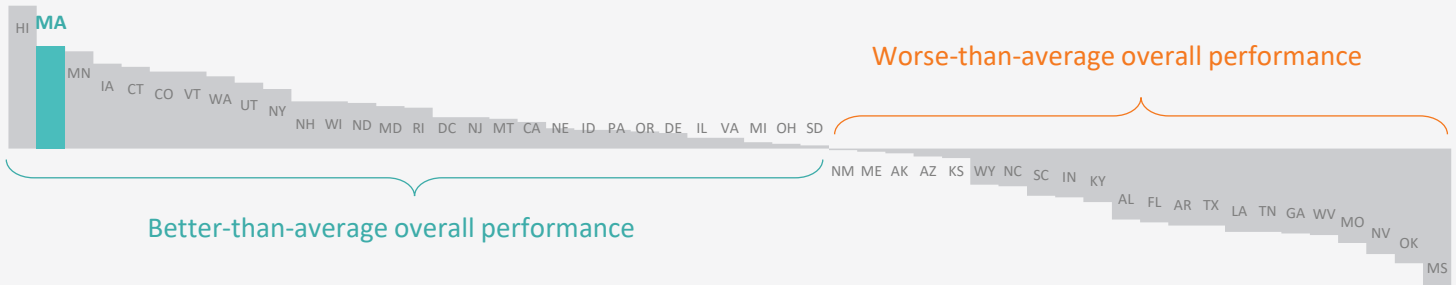 HI MA MN IA CT CO VT WA UT NY NH WI ND MD RI DC NJ MT CA NE ID PA OR DE IL VA MI OH SD
Worse-than-average overall performance
NM ME AK AZ KS WY NC SC IN KY AL FL AR TX LA TN GA WV MO NV OK MS
Better-than-average overall performance